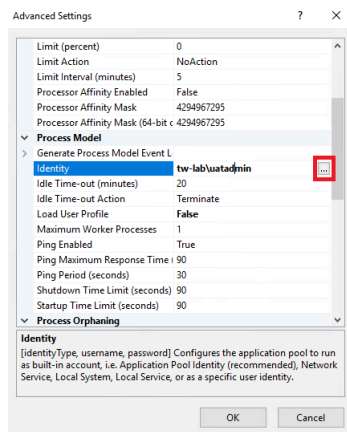 Advanced Settings ? ×
Limit (percent) 0
Limit Action NoAction
Limit Interval (minutes) 5
Processor Affinity Enabled False
Processor Affinity Mask 4294967295
Processor Affinity Mask (64-bit c 4294967295
Process Model
Generate Process Model Event L
Identity tw-lab\uatadmin ...
Idle Time-out (minutes) 20
Idle Time-out Action Terminate
Load User Profile False
Maximum Worker Processes 1
Ping Enabled True
Ping Maximum Response Time ( 90
Ping Period (seconds) 30
Shutdown Time Limit (seconds) 90
Startup Time Limit (seconds) 90
Process Orphaning
Identity
[identityType, username, password] Configures the application pool to run
as built-in account, i.e. Application Pool Identity (recommended), Network
Service, Local System, Local Service, or as a specific user identity.
OK Cancel